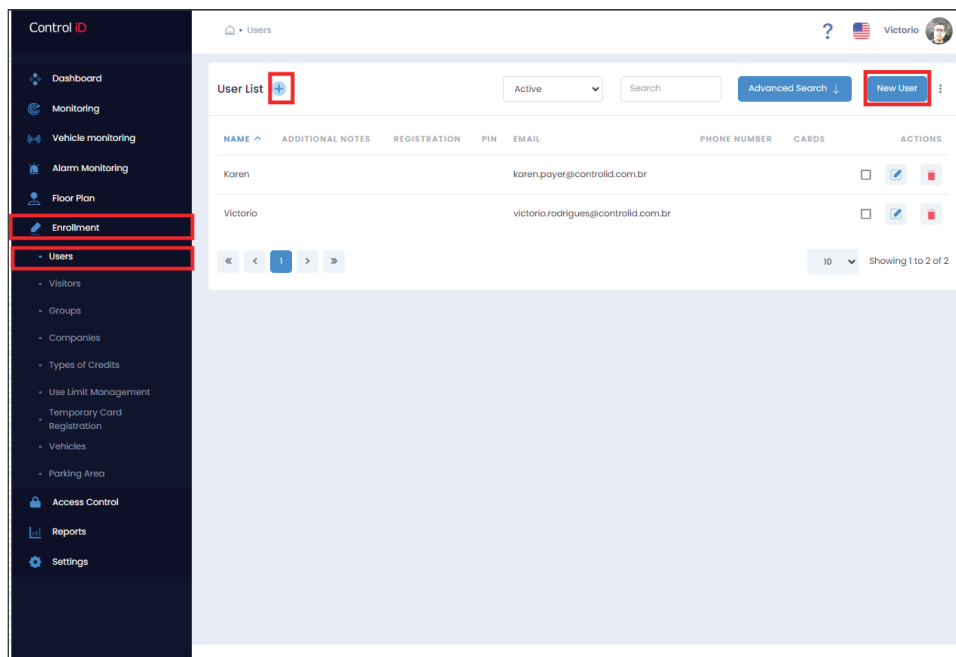 Control iD
• Users
? Victorio
Dashboard
Monitoring
Vehicle monitoring
Alarm Monitoring
Floor Plan
Enrollment
• Users
• Visitors
• Groups
• Companies
• Types of Credits
• Use Limit Management
• Temporary Card
Registration
• Vehicles
• Parking Area
Access Control
Reports
Settings
User List +
Active
Search
Advanced Search ↓
New User
NAME ADDITIONAL NOTES REGISTRATION PIN EMAIL PHONE NUMBER CARDS ACTIONS
Karen karen.payer@controlid.com.br
Victorio victorio.rodrigues@controlid.com.br
« < 1 > »
10 Showing 1 to 2 of 2